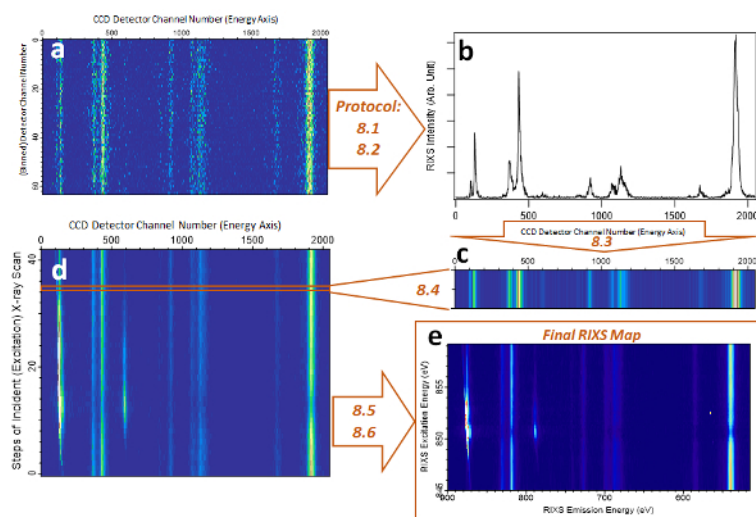 CCD Detector Channel Number (Energy Axis)
0 500 1000 1500 2000
a
0
20
40
60
(Binned) Detector Channel Number
Protocol:
8.1
8.2
b
RIXS Intensity (Arb. Unit)
0 500 1000 1500 2000
CCD Detector Channel Number (Energy Axis)
8.3
CCD Detector Channel Number (Energy Axis)
0 500 1000 1500 2000
d
40
20
0
Steps of Incident (Excitation) X-ray Scan
8.4
0 500 1000 1500 2000
c
8.5
8.6
Final RIXS Map
e
855
850
845
RIXS Excitation Energy (eV)
900 800 700 600
RIXS Emission Energy (eV)